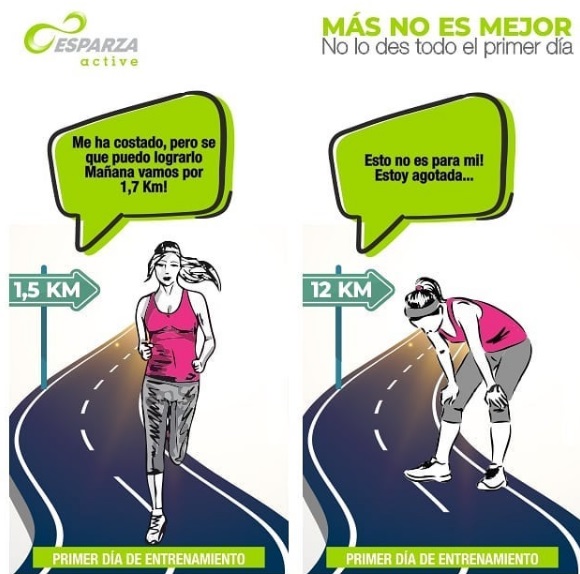 ESPARZA
active
MÁS NO ES MEJOR
No lo des todo el primer día
Me ha costado, pero se
que puedo lograrlo
Mañana vamos por
1,7 Km!
Esto no es para mi!
Estoy agotada...
1,5 KM
12 KM
PRIMER DÍA DE ENTRENAMIENTO
PRIMER DÍA DE ENTRENAMIENTO